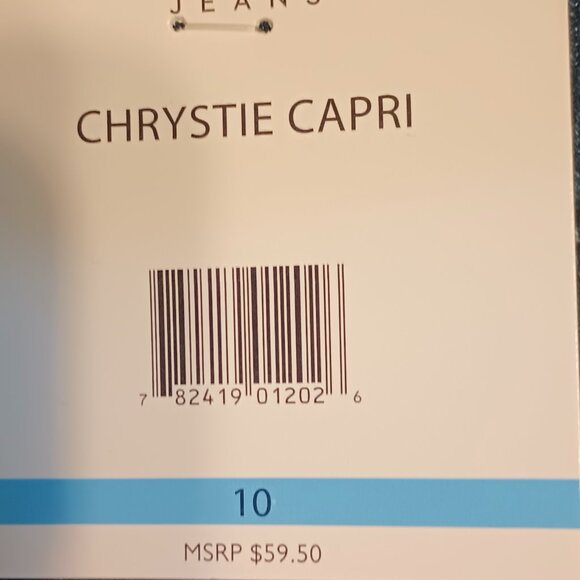 JEANS
CHRYSTIE CAPRI
7 82419 01202 6
10
MSRP $59.50